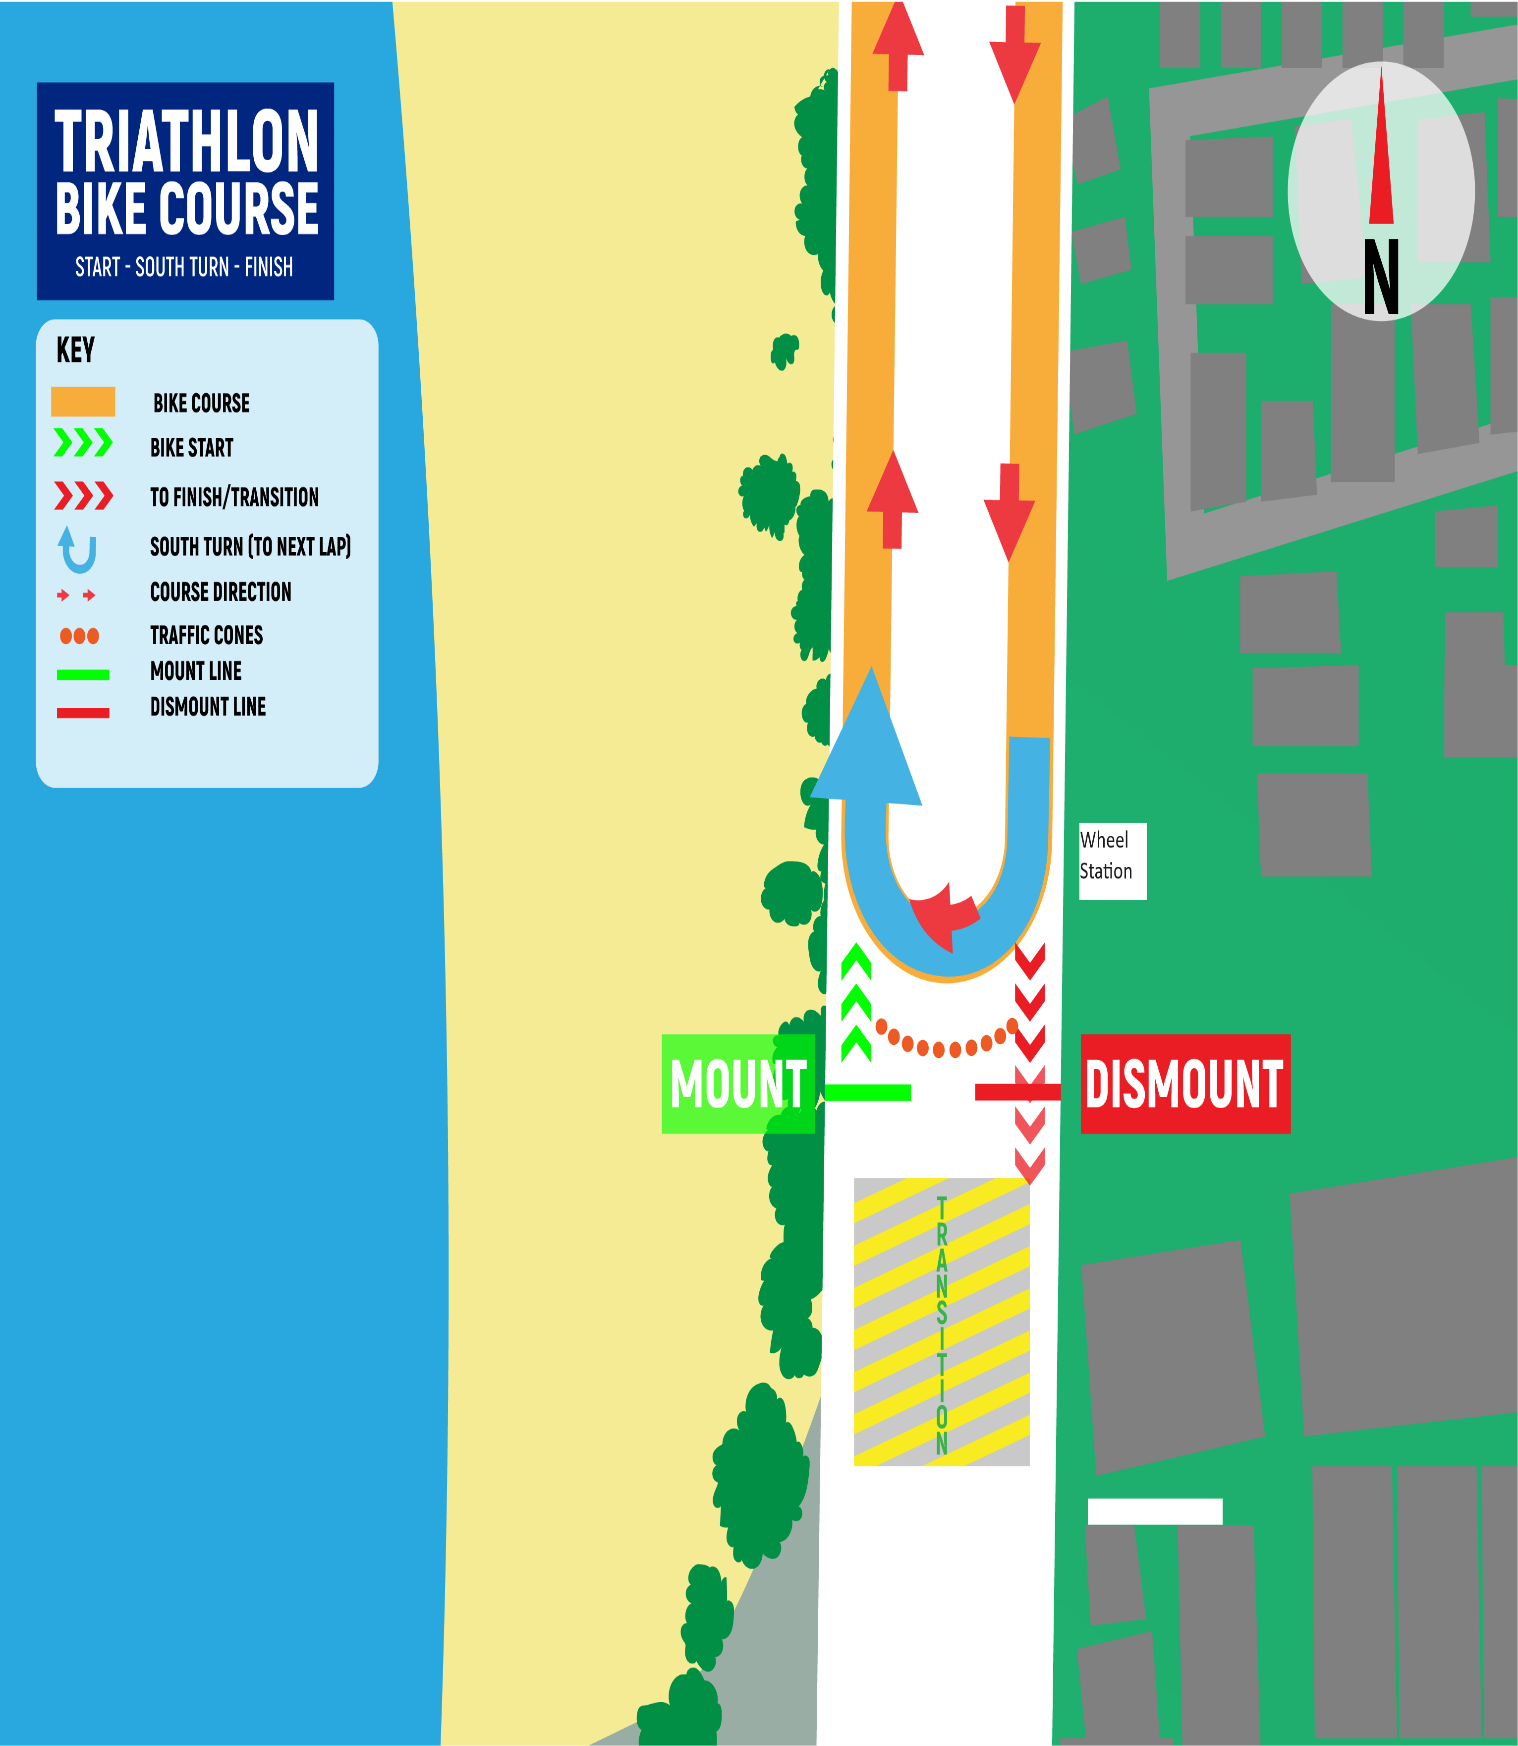 TRIATHLON
BIKE COURSE
START - SOUTH TURN - FINISH
KEY
BIKE COURSE
BIKE START
TO FINISH/TRANSITION
SOUTH TURN (TO NEXT LAP)
COURSE DIRECTION
TRAFFIC CONES
MOUNT LINE
DISMOUNT LINE
N
Wheel
Station
MOUNT
DISMOUNT
TRANSITION